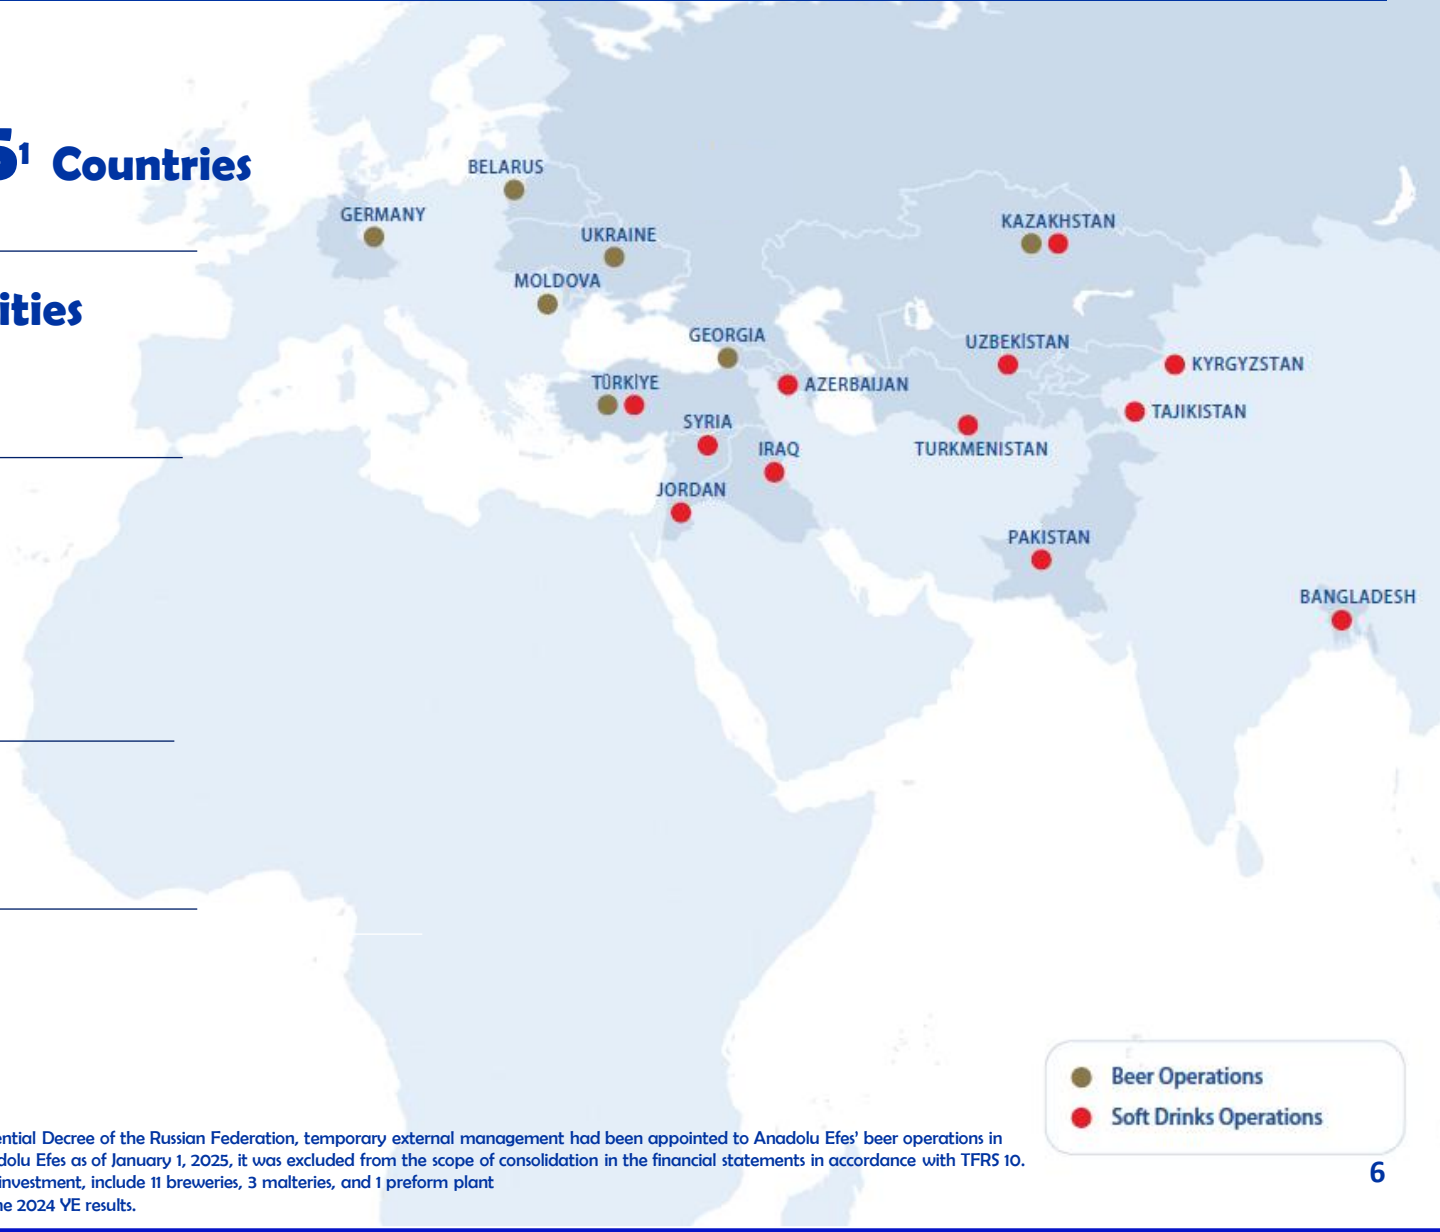 5¹ Countries
ities
BELARUS
GERMANY
UKRAINE
KAZAKHSTAN
MOLDOVA
GEORGIA
UZBEKİSTAN
KYRGYZSTAN
TÜRKİYE
AZERBAIJAN
TAJIKISTAN
SYRIA
IRAQ
TURKMENISTAN
JORDAN
PAKISTAN
BANGLADESH
Beer Operations
Soft Drinks Operations
ential Decree of the Russian Federation, temporary external management had been appointed to Anadolu Efes' beer operations in
dolu Efes as of January 1, 2025, it was excluded from the scope of consolidation in the financial statements in accordance with TFRS 10.
investment, include 11 breweries, 3 malteries, and 1 preform plant
ne 2024 YE results.
6